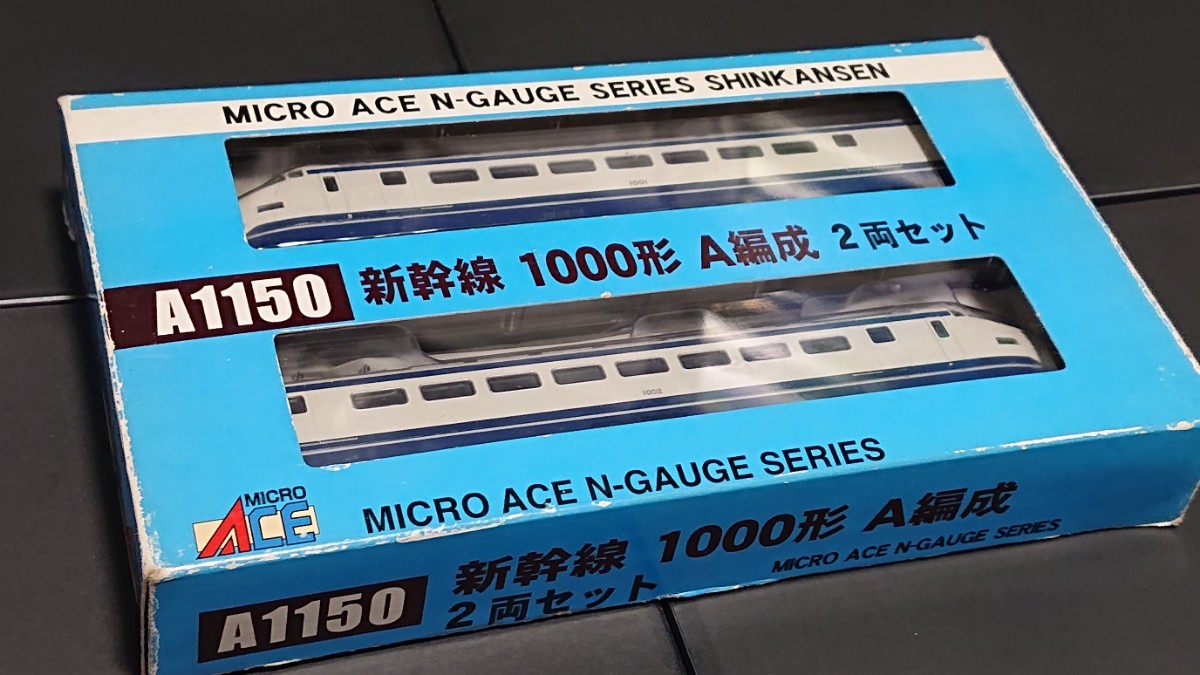 MICRO ACE N-GAUGE SERIES SHINKANSEN
1001
A1150 新幹線 1000形 A編成 2両セット
1002
MICRO ACE
MICRO ACE N-GAUGE SERIES
A1150 新幹線 1000形 A編成
2両セット
MICRO ACE N-GAUGE SERIES